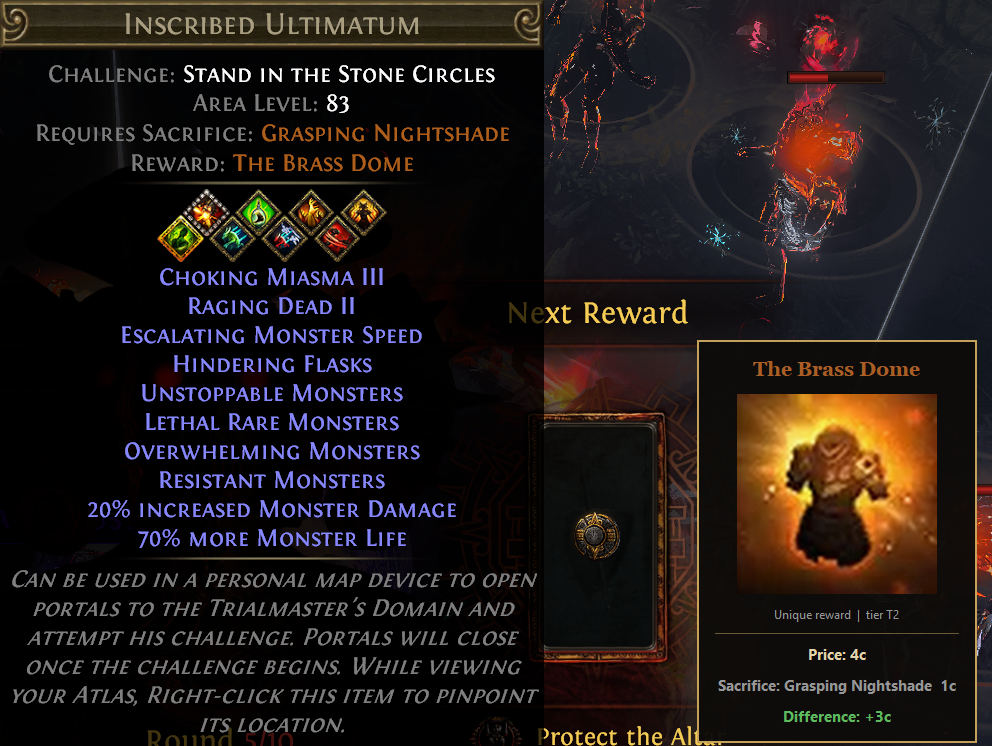 Inscribed Ultimatum
Challenge: Stand in the Stone Circles
Area Level: 83
Requires Sacrifice: Grasping Nightshade
Reward: The Brass Dome
Choking Miasma III
Raging Dead II
Escalating Monster Speed
Hindering Flasks
Unstoppable Monsters
Lethal Rare Monsters
Overwhelming Monsters
Resistant Monsters
20% increased Monster Damage
70% more Monster Life
Can be used in a personal map device to open
portals to the Trialmaster's Domain and
attempt his challenge. Portals will close
once the challenge begins. While viewing
your Atlas, Right-click this item to pinpoint
its location.
Next Reward
The Brass Dome
Unique reward | tier T2
Price: 4c
Sacrifice: Grasping Nightshade 1c
Difference: +3c
Round 5/10
Protect the Altar